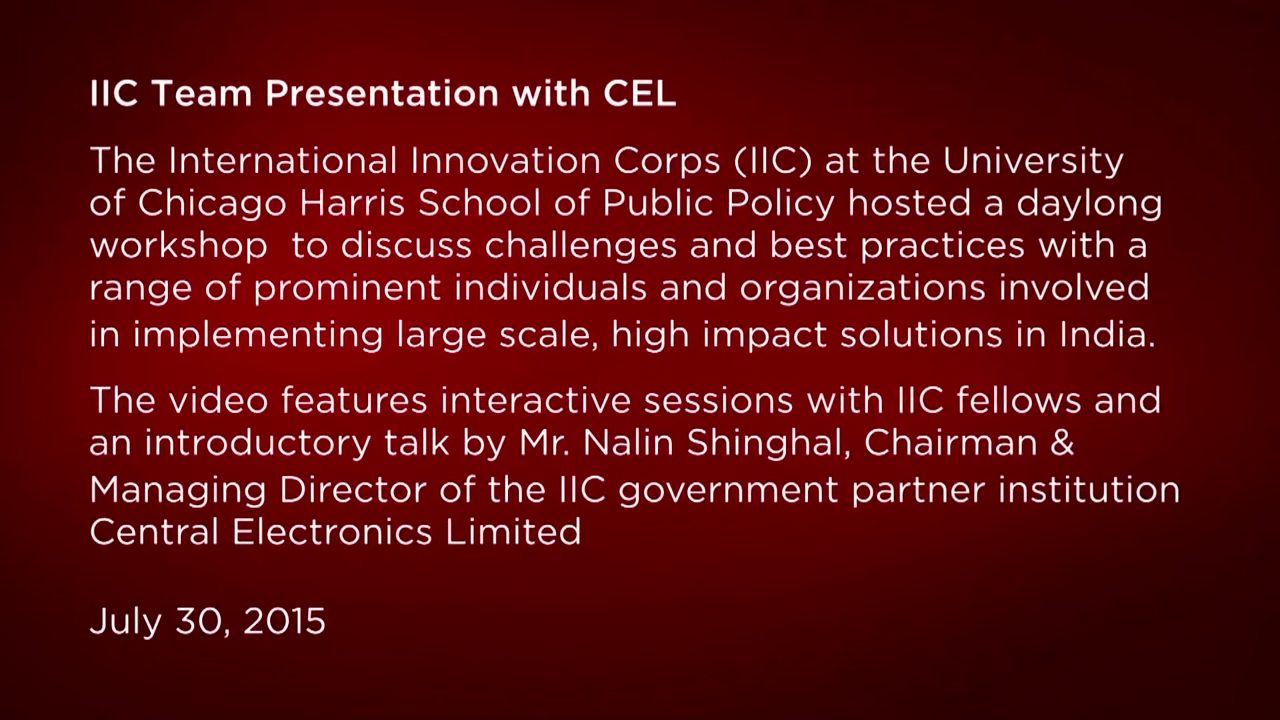 IIC Team Presentation with CEL
The International Innovation Corps (IIC) at the University
of Chicago Harris School of Public Policy hosted a daylong
workshop  to discuss challenges and best practices with a
range of prominent individuals and organizations involved
in implementing large scale, high impact solutions in India.
The video features interactive sessions with IIC fellows and
an introductory talk by Mr. Nalin Shinghal, Chairman &
Managing Director of the IIC government partner institution
Central Electronics Limited
July 30, 2015